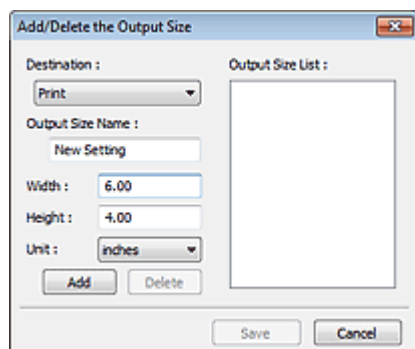 Add/Delete the Output Size
Destination :
Print
Output Size Name :
New Setting
Width :
6.00
Height :
4.00
Unit :
inches
Add
Delete
Output Size List :
Save
Cancel